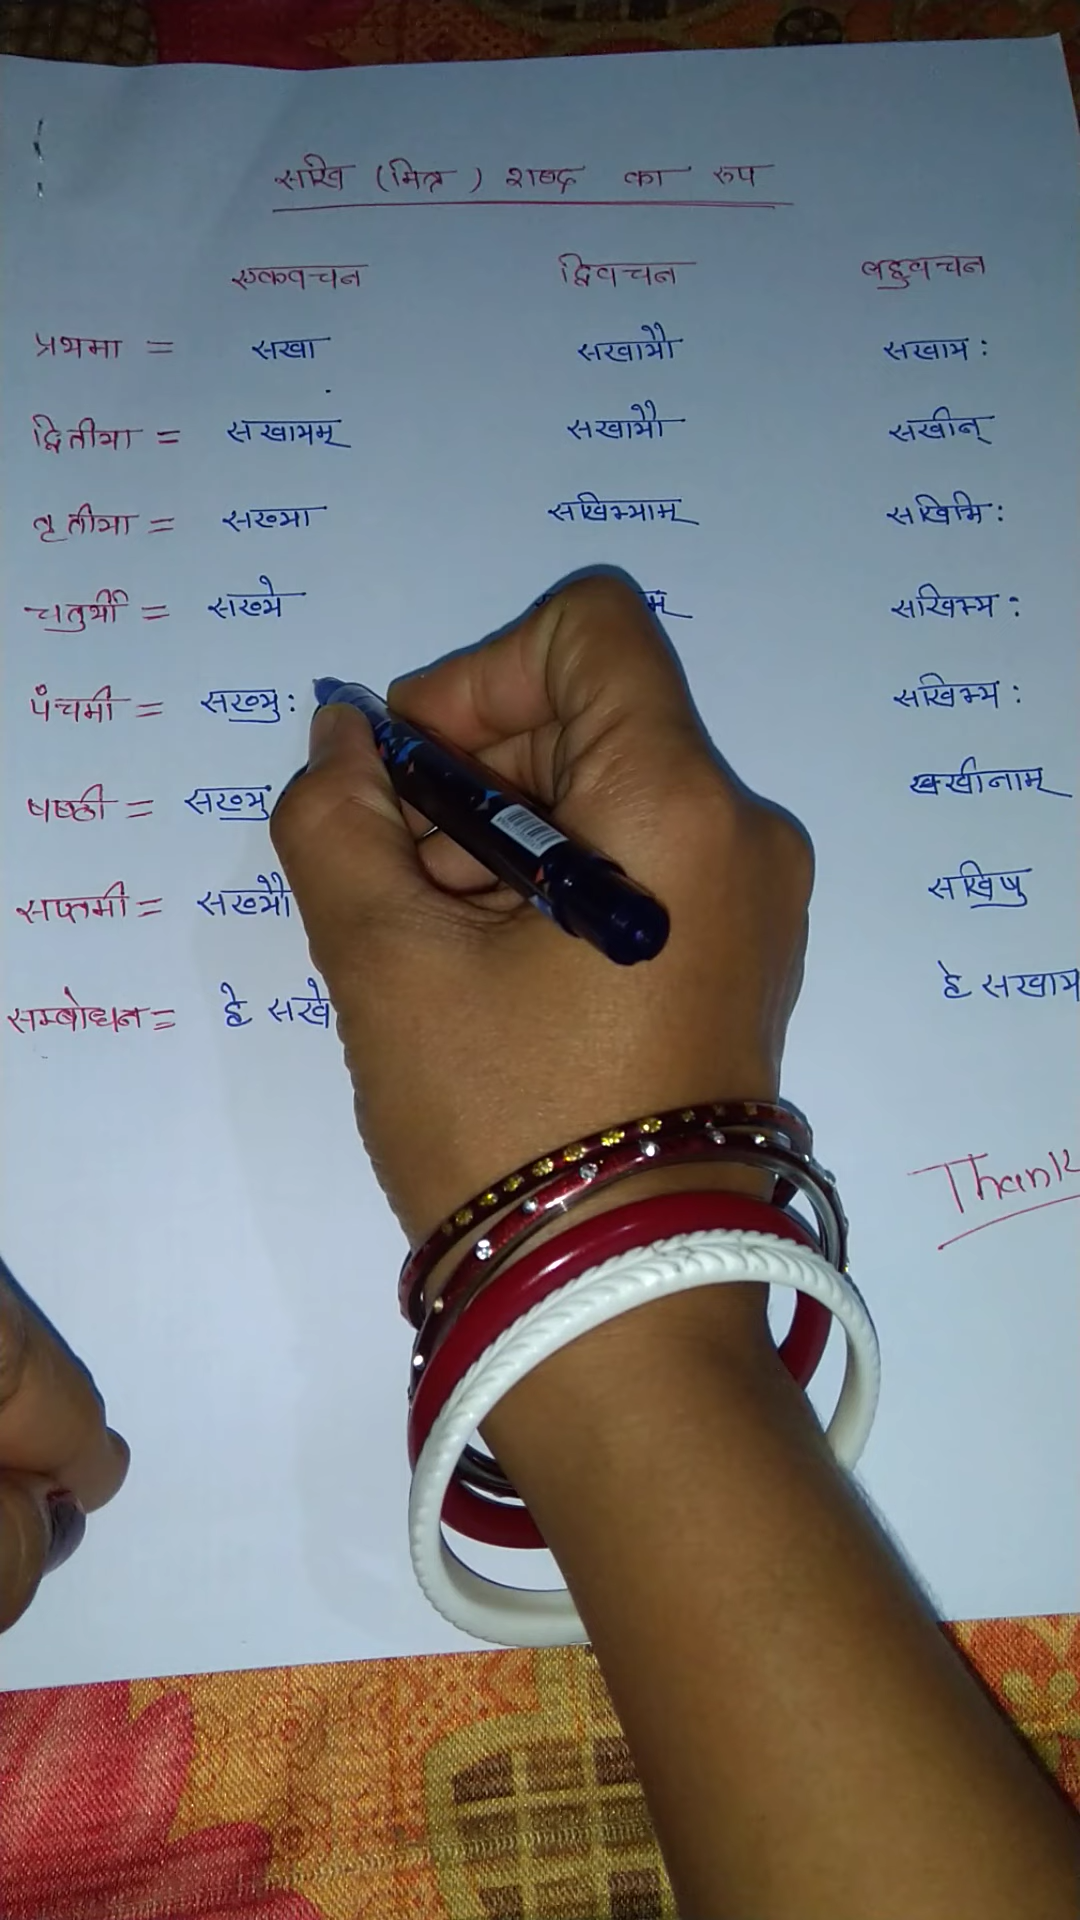 सखि (मित्र) शब्द का रुप
एकवचन द्विवचन बहुवचन
प्रथमा = सखा सखायौ सखाय:
द्वितीया = सखायम् सखायौ सखीन्
तृतीया = सख्या सखिभ्याम् सखिभि:
चतुर्थी = सख्ये सखिभ्य:
पंचमी = सख्यु: सखिभ्य:
षष्ठी = सख्यु
सप्तमी = सख्यौ सखिषु
सम्बोधन = हे सखे हे सखाय
Thank